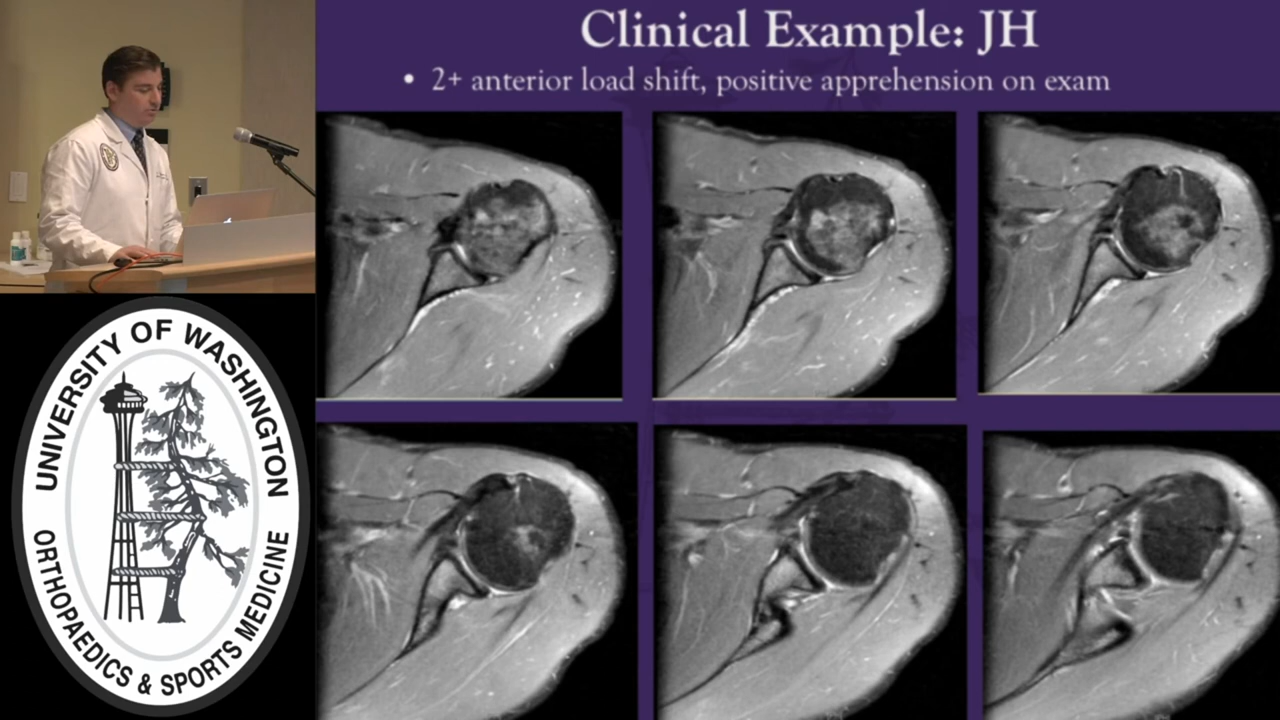 Clinical Example: JH
• 2+ anterior load shift, positive apprehension on exam
UNIVERSITY OF WASHINGTON
ORTHOPAEDICS & SPORTS MEDICINE